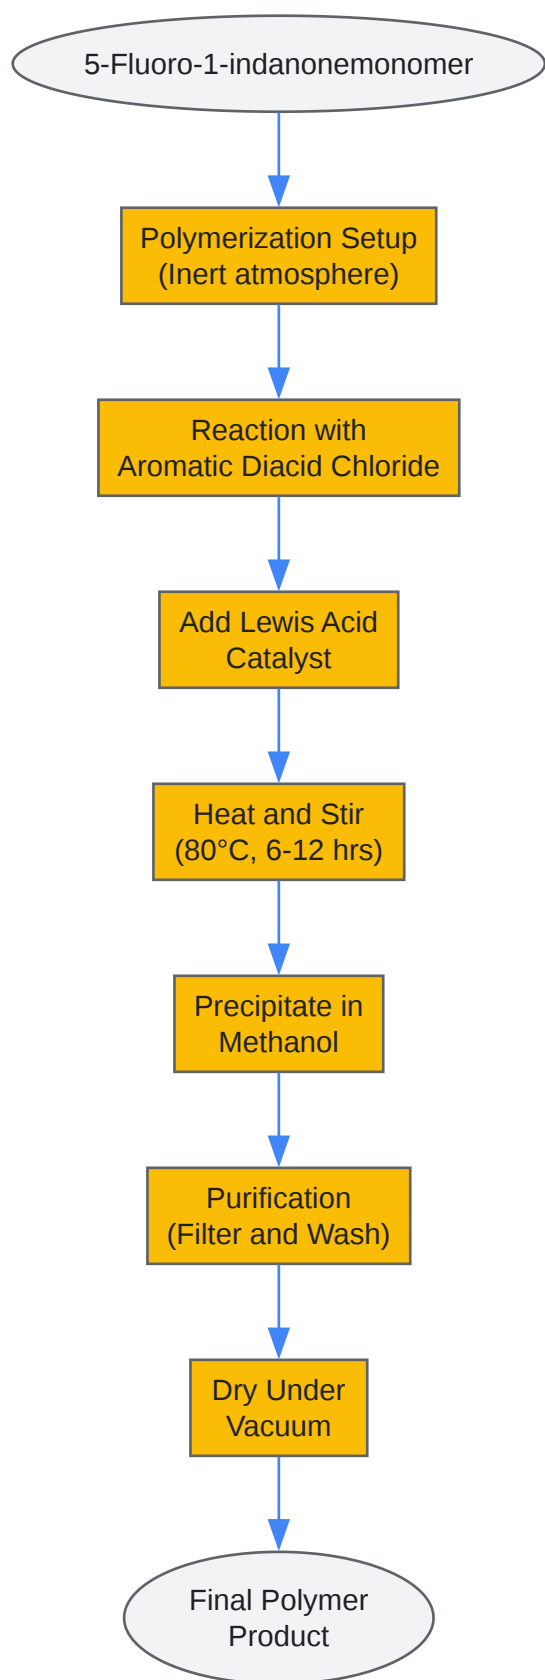 5-Fluoro-1-indanonemonomer
Polymerization Setup
(Inert atmosphere)
Reaction with
Aromatic Diacid Chloride
Add Lewis Acid
Catalyst
Heat and Stir
(80°C, 6-12 hrs)
Precipitate in
Methanol
Purification
(Filter and Wash)
Dry Under
Vacuum
Final Polymer
Product